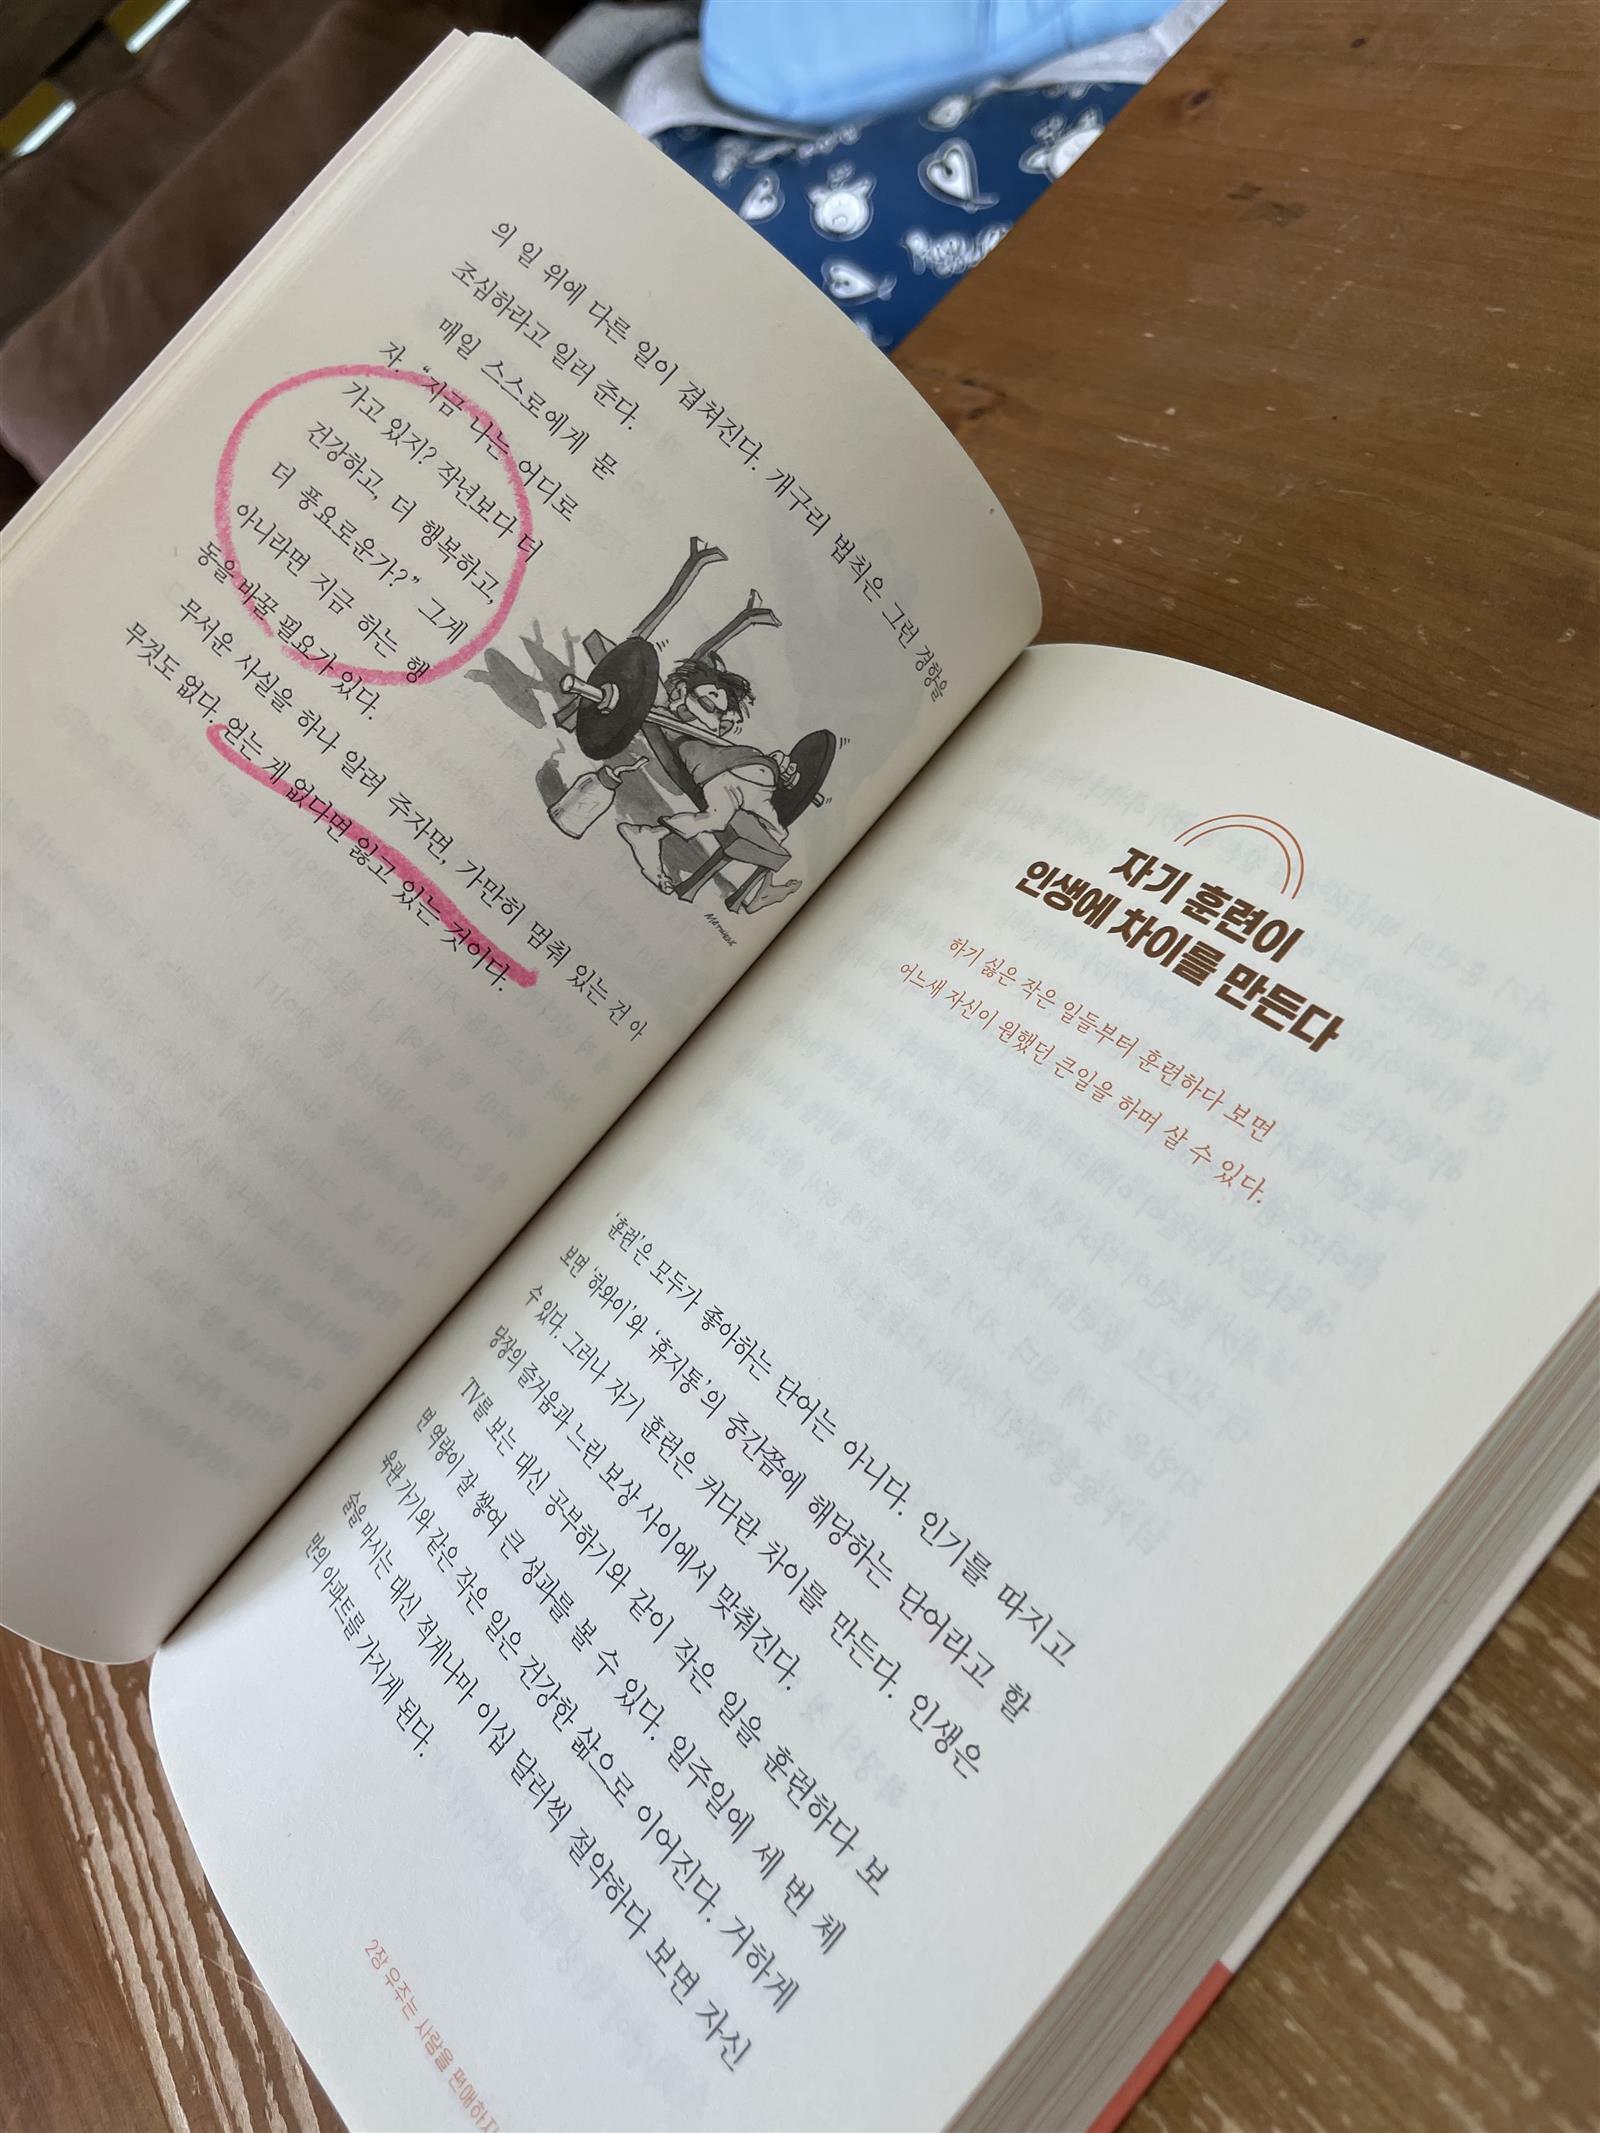 의 일 위에 다른 일이 겹쳐진다. 개구리 법칙은 그런 경향을
조심하라고 일러 준다.
매일 스스로에게 묻
자. “지금 나는 어디로
가고 있지? 작년보다 더
건강하고, 더 행복하고,
더 풍요로운가?” 그게
아니라면 지금 하는 행
동을 바꿀 필요가 있다.
무서운 사실을 하나 알려 주자면, 가만히 멈춰 있는 건 아
무것도 없다. 얻는 게 없다면 잃고 있는 것이다.
MATTHEWS
자기 훈련이
인생에 차이를 만든다
하기 싫은 작은 일들부터 훈련하다 보면
어느새 자신이 원했던 큰일을 하며 살 수 있다.
‘훈련’은 모두가 좋아하는 단어는 아니다. 인기를 따지고
보면 ‘하와이’와 ‘휴지통’의 중간쯤에 해당하는 단어라고 할
수 있다. 그러나 자기 훈련은 커다란 차이를 만든다. 인생은
당장의 즐거움과 느린 보상 사이에서 맞춰진다.
TV를 보는 대신 공부하기와 같이 작은 일을 훈련하다 보
면 역량이 잘 쌓여 큰 성과를 볼 수 있다. 일주일에 세 번 체
육관 가기와 같은 작은 일은 건강한 삶으로 이어진다. 거하게
술을 마시는 대신 적게나마 이십 달러씩 절약하다 보면 자신
만의 아파트를 가지게 된다.
2장 우주는 사람을 편애하지